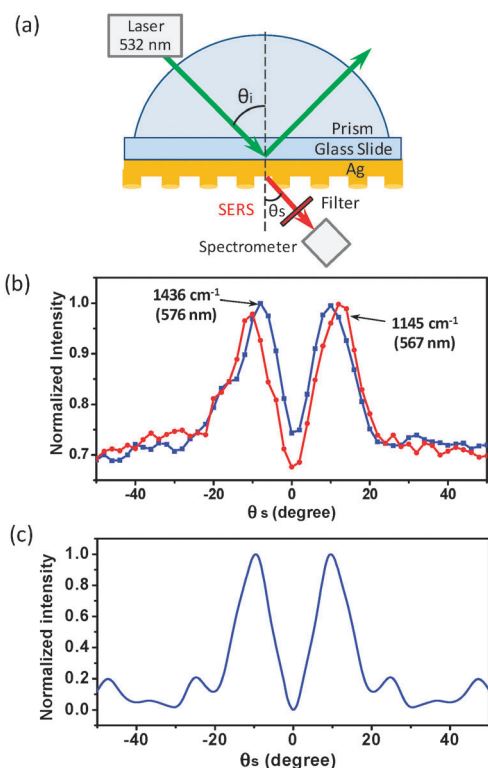 (a)
Laser
532 nm
θi
Prism
Glass Slide
Ag
SERS
θs
Filter
Spectrometer
(b)
1436 cm⁻¹
(576 nm)
1145 cm⁻¹
(567 nm)
Normalized Intensity
1.0
0.9
0.8
0.7
-40 -20 0 20 40
θ s (degree)
(c)
Normalized intensity
1.0
0.8
0.6
0.4
0.2
0.0
-40 -20 0 20 40
θs (degree)